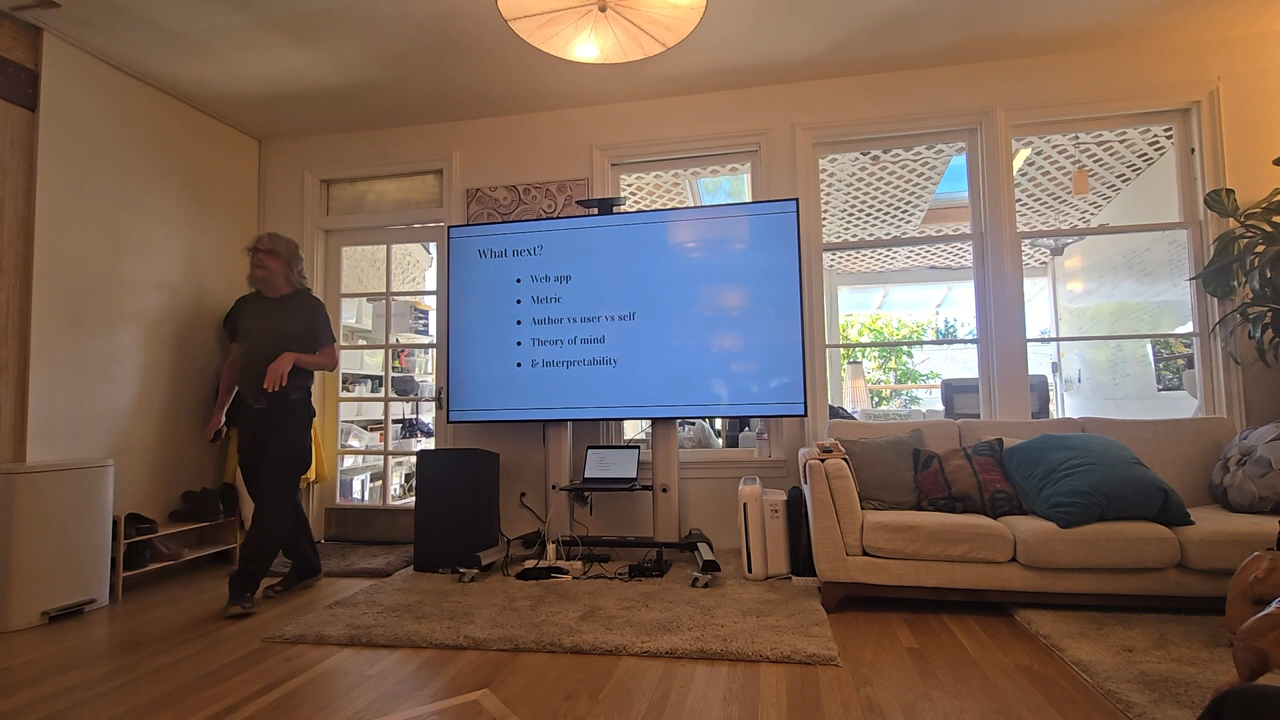 What next?
● Web app
● Metric
● Author vs user vs self
● Theory of mind
● & Interpretability